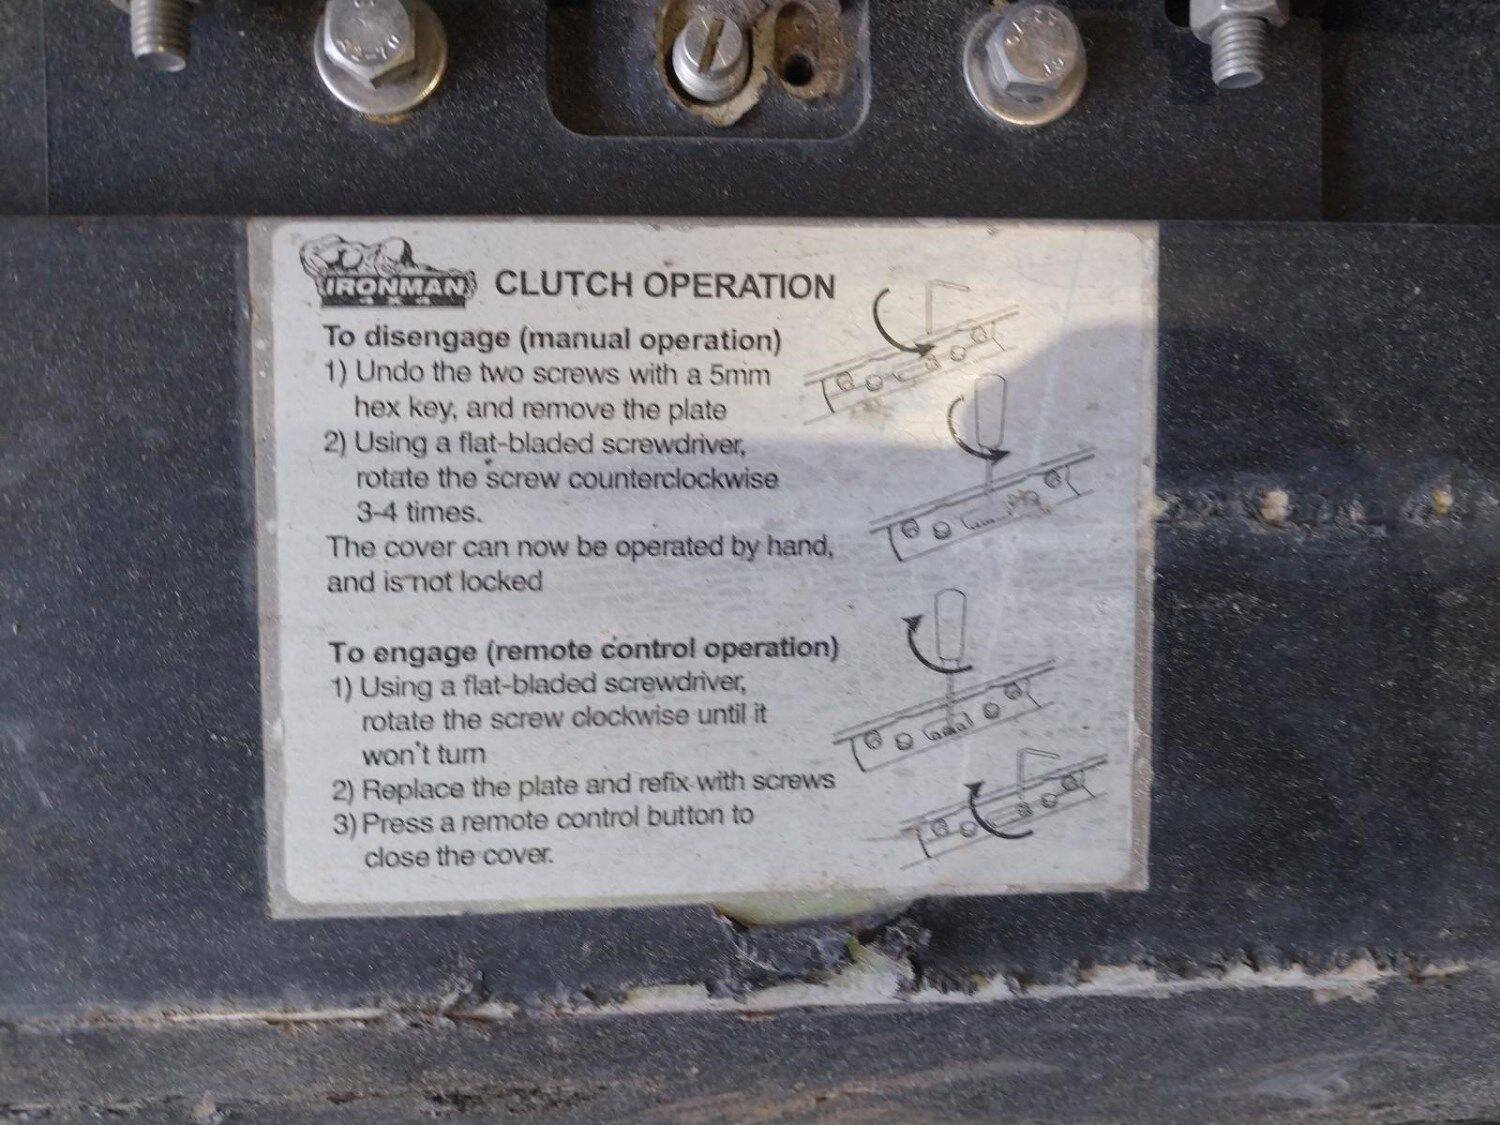 IRONMAN
4x4
CLUTCH OPERATION
To disengage (manual operation)
1) Undo the two screws with a 5mm
hex key, and remove the plate
2) Using a flat-bladed screwdriver,
rotate the screw counterclockwise
3-4 times.
The cover can now be operated by hand,
and is not locked
To engage (remote control operation)
1) Using a flat-bladed screwdriver,
rotate the screw clockwise until it
won't turn
2) Replace the plate and refix with screws
3) Press a remote control button to
close the cover.